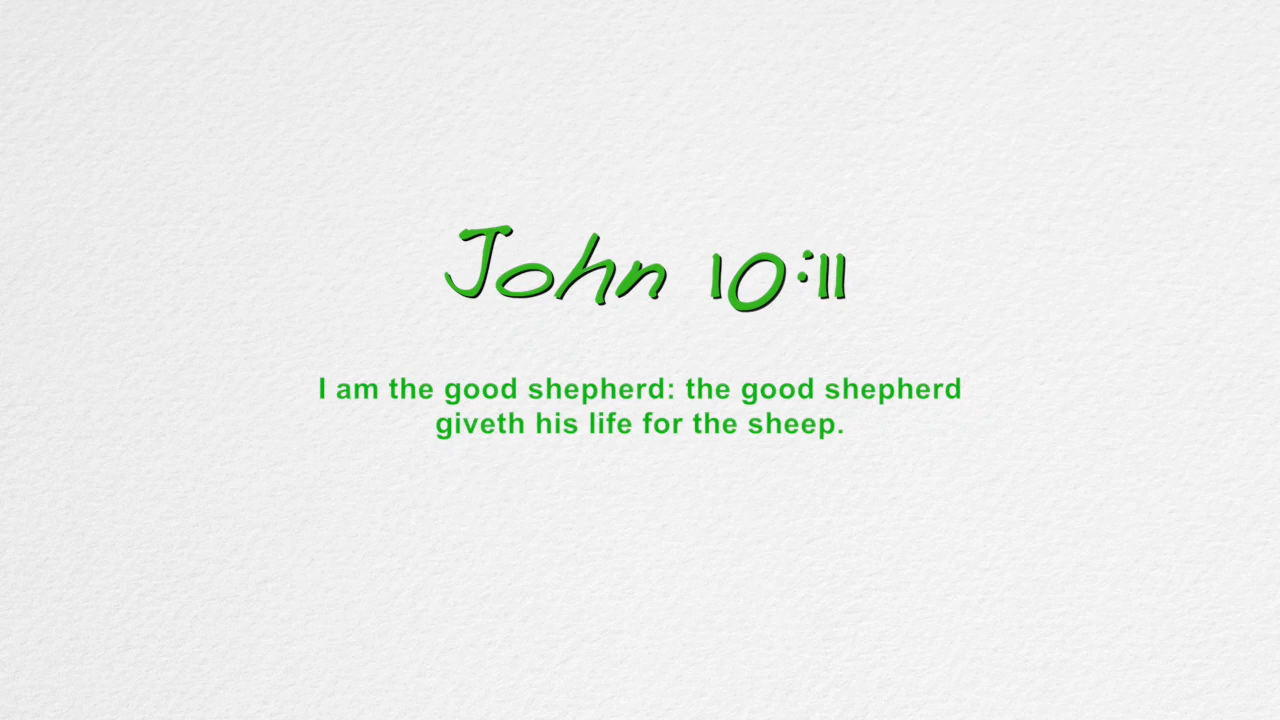 John 10:11
I am the good shepherd: the good shepherd
giveth his life for the sheep.